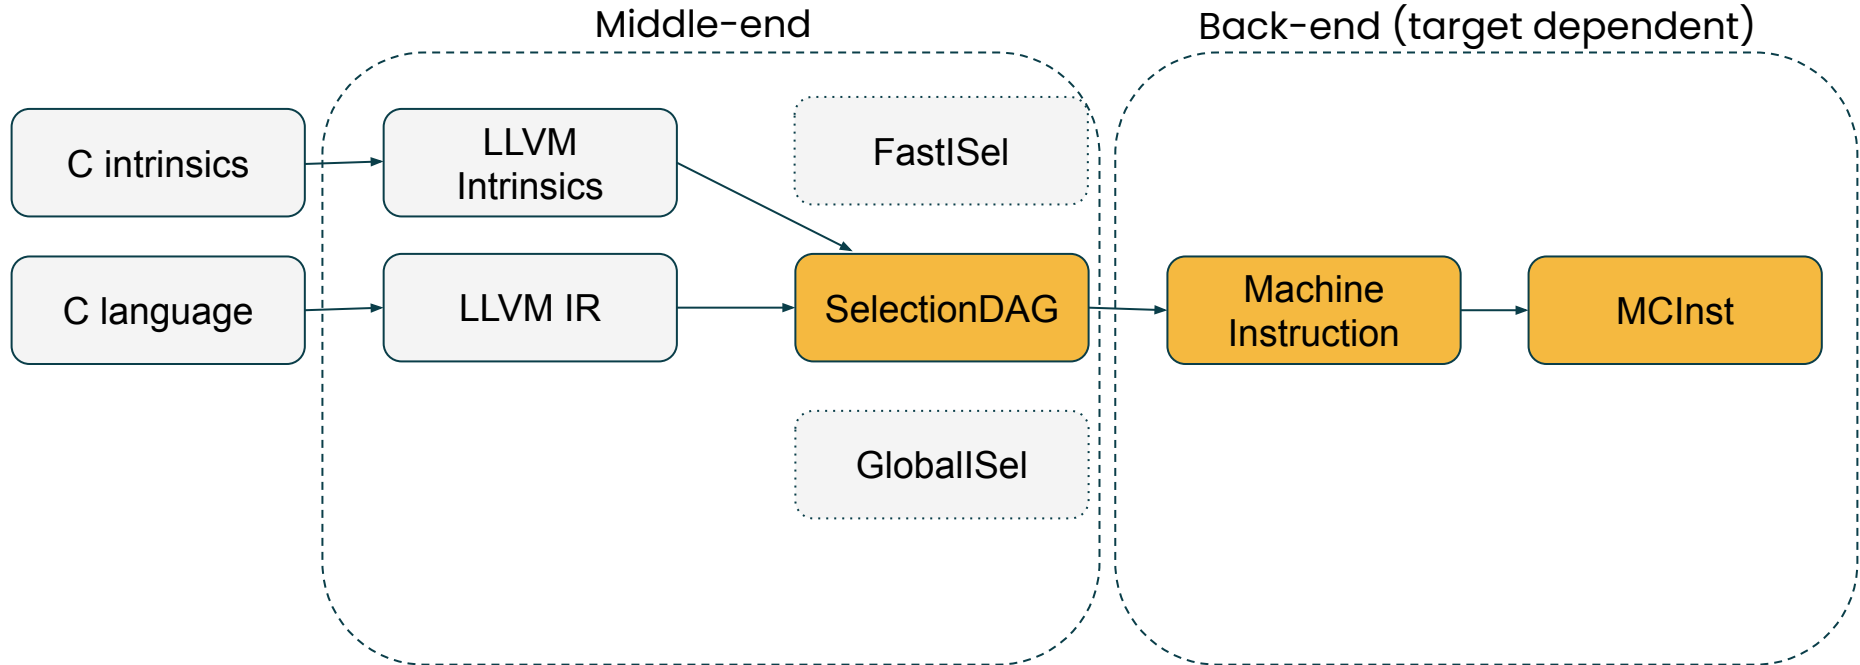 Middle-end
Back-end (target dependent)
C intrinsics
LLVM
Intrinsics
FastISel
C language
LLVM IR
SelectionDAG
Machine
Instruction
MCInst
GlobalISel